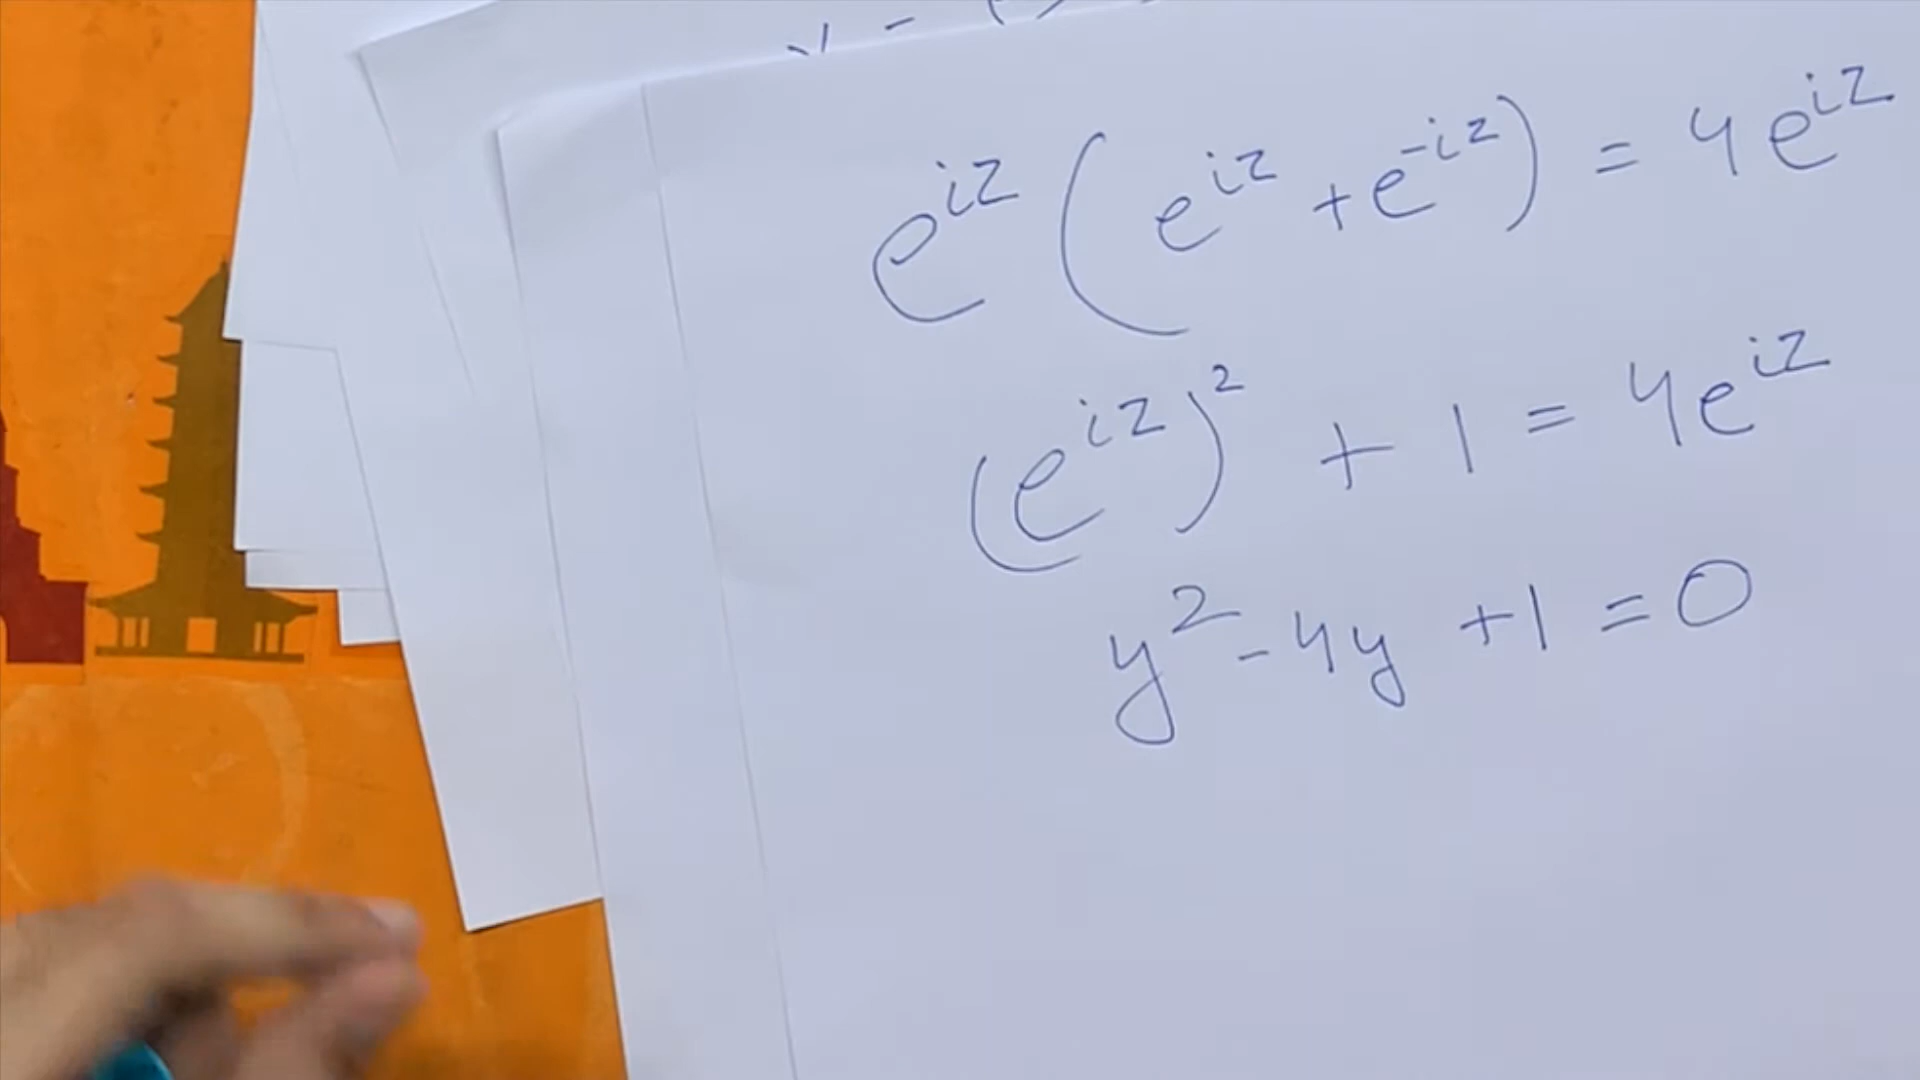 e^{iz} ( e^{iz} + e^{-iz} ) = 4e^{iz}
(e^{iz})^2 + 1 = 4e^{iz}
y^2 - 4y + 1 = 0